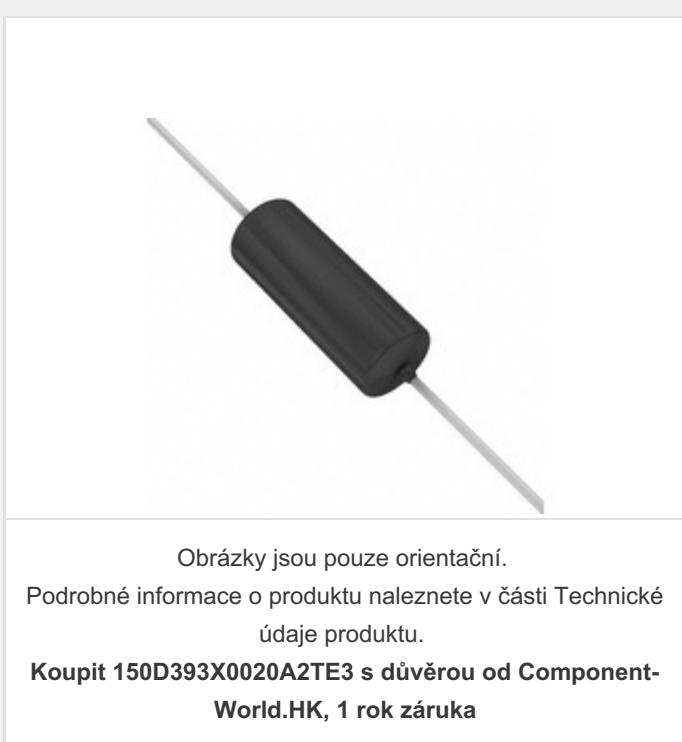 Obrázky jsou pouze orientační.
Podrobné informace o produktu naleznete v části Technické
údaje produktu.
Koupit 150D393X0020A2TE3 s důvěrou od Component-
World.HK, 1 rok záruka